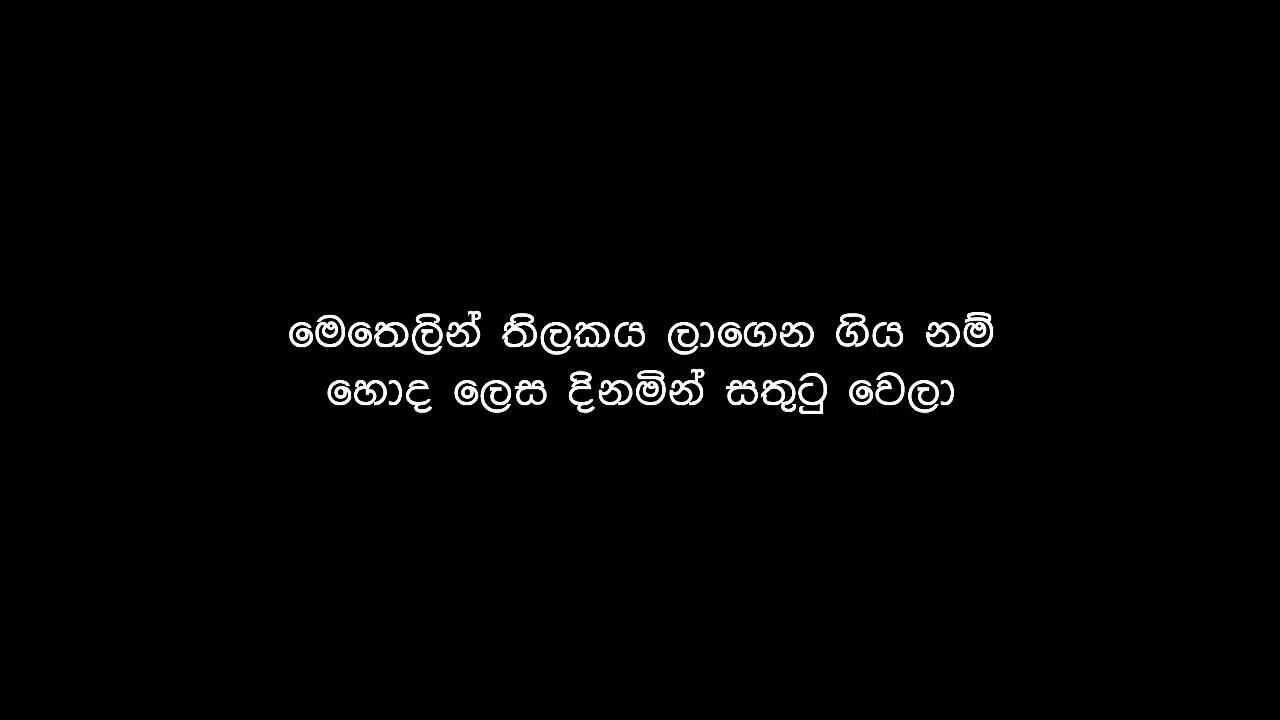 මෙතෙලින් තිලකය ලාගෙන ගිය නම්
හොද ලෙස දිනමින් සතුටු වෙලා